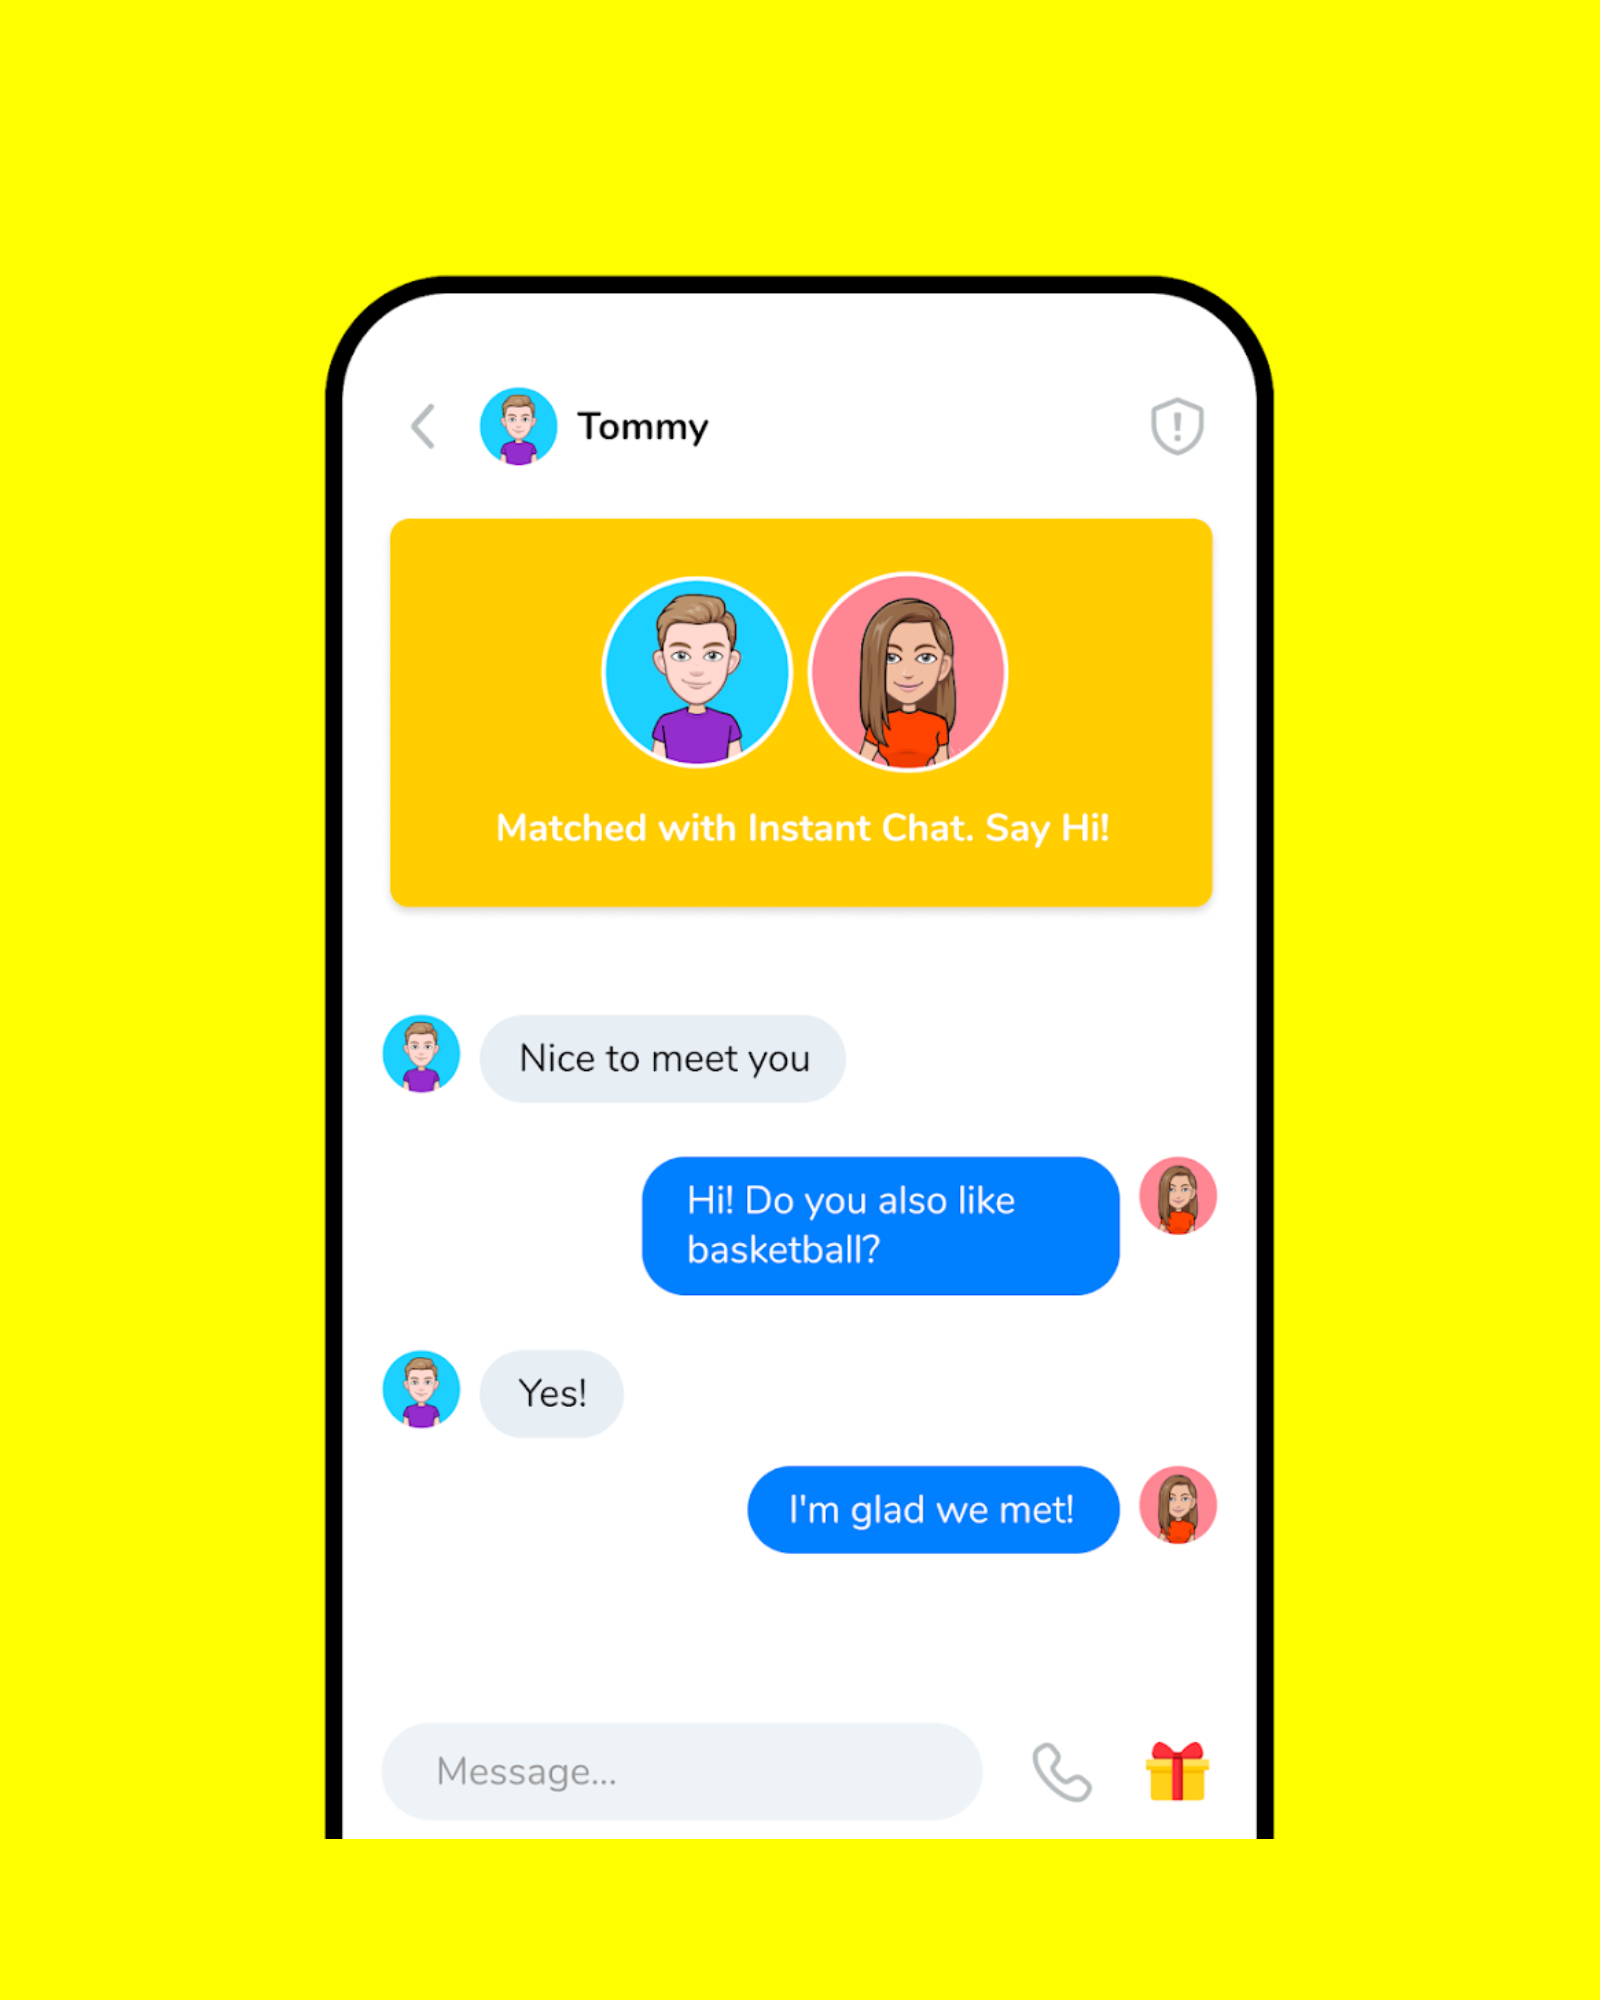 Tommy
Matched with Instant Chat. Say Hi!
Nice to meet you
Hi! Do you also like
basketball?
Yes!
I'm glad we met!
Message...